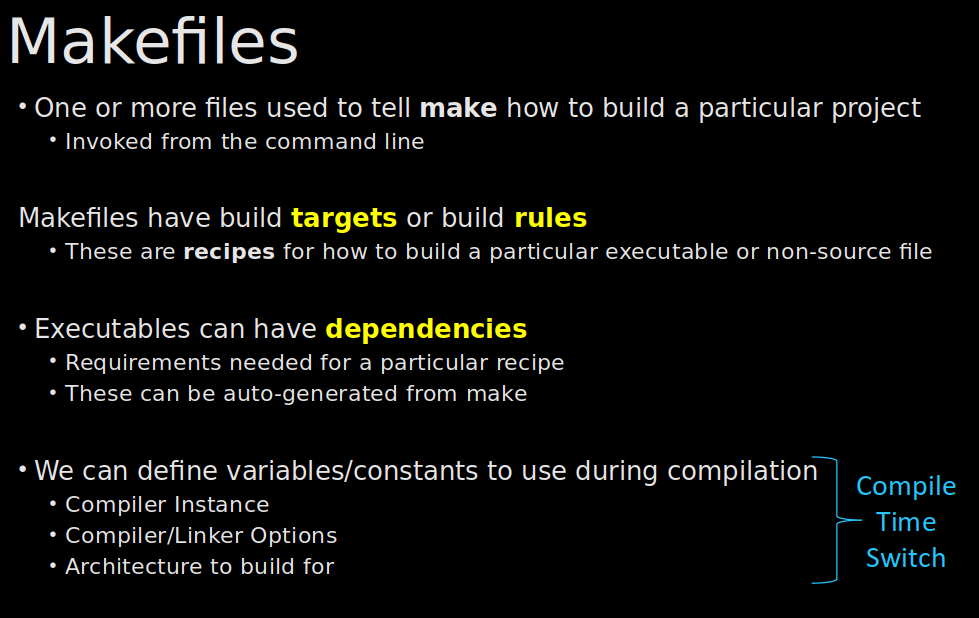 Makefiles
• One or more files used to tell make how to build a particular project
• Invoked from the command line
Makefiles have build targets or build rules
• These are recipes for how to build a particular executable or non-source file
• Executables can have dependencies
• Requirements needed for a particular recipe
• These can be auto-generated from make
• We can define variables/constants to use during compilation
• Compiler Instance
• Compiler/Linker Options
• Architecture to build for
Compile
Time
Switch